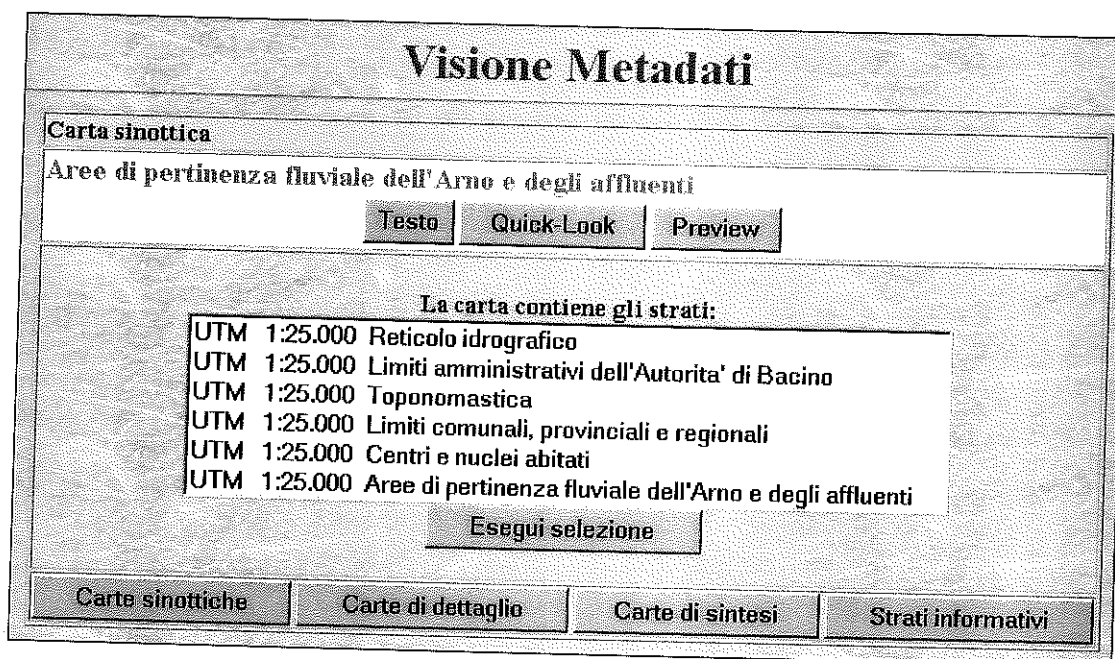 Visione Metadati
Carta sinottica
Aree di pertinenza fluviale dell'Arno e degli affluenti
Testo Quick-Look Preview
La carta contiene gli strati:
UTM 1:25.000 Reticolo idrografico
UTM 1:25.000 Limiti amministrativi dell'Autorita' di Bacino
UTM 1:25.000 Toponomastica
UTM 1:25.000 Limiti comunali, provinciali e regionali
UTM 1:25.000 Centri e nuclei abitati
UTM 1:25.000 Aree di pertinenza fluviale dell'Arno e degli affluenti
Esegui selezione
Carte sinottiche Carte di dettaglio Carte di sintesi Strati informativi